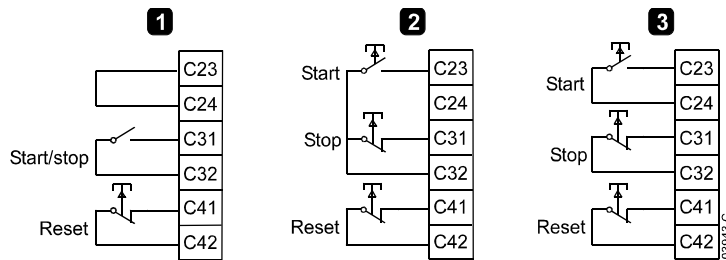 1
C23
C24
Start/stop
C31
C32
Reset
C41
C42
2
Start
C23
C24
Stop
C31
C32
Reset
C41
C42
3
Start
C23
C24
Stop
C31
C32
Reset
C41
C42